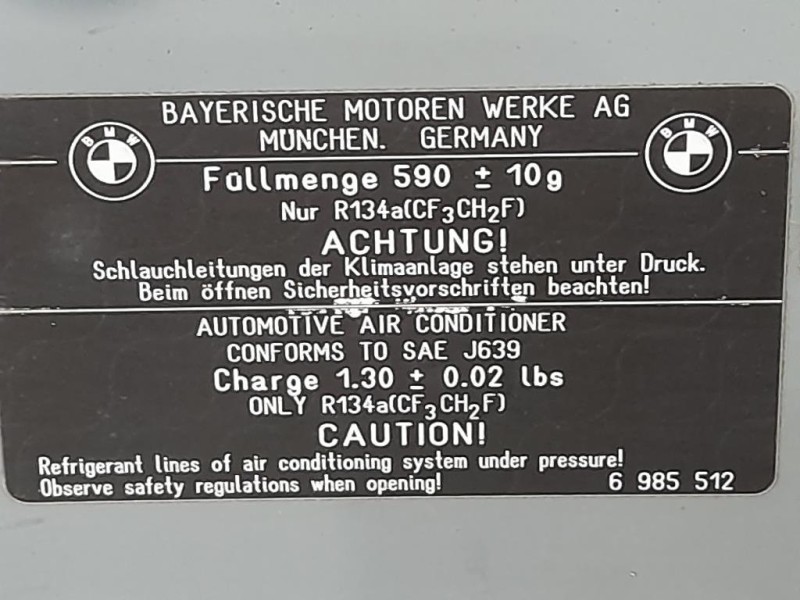 BAYERISCHE MOTOREN WERKE AG
MÜNCHEN. GERMANY
BMW
BMW
Füllmenge 590 ± 10g
Nur R134a(CF₃CH₂F)
ACHTUNG!
Schlauchleitungen der Klimaanlage stehen unter Druck.
Beim öffnen Sicherheitsvorschriften beachten!
AUTOMOTIVE AIR CONDITIONER
CONFORMS TO SAE J639
Charge 1.30 ± 0.02 lbs
ONLY R134a(CF₃CH₂F)
CAUTION!
Refrigerant lines of air conditioning system under pressure!
Observe safety regulations when opening!
6 985 512